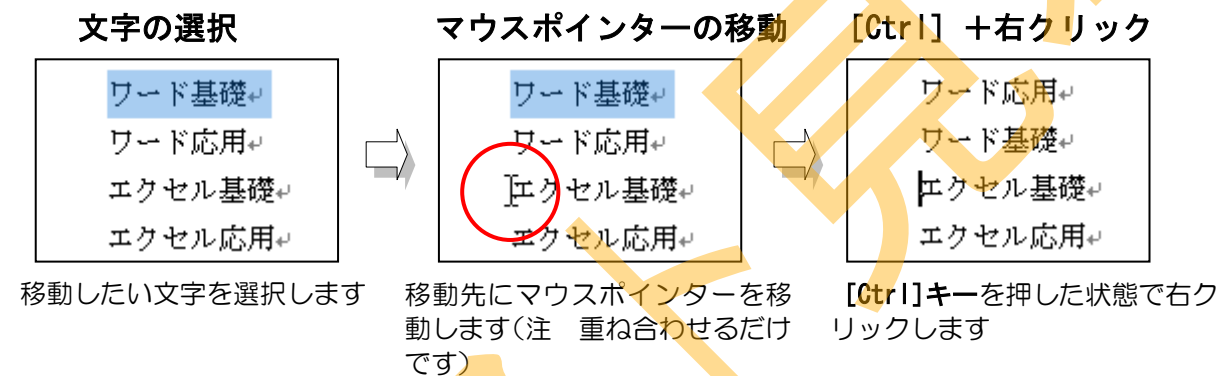 文字の選択
ワード基礎↵
ワード応用↵
エクセル基礎↵
エクセル応用↵
移動したい文字を選択します
マウスポインターの移動
ワード基礎↵
ワード応用↵
エクセル基礎↵
エクセル応用↵
移動先にマウスポインターを移
動します(注　重ね合わせるだけ
です)
[Ctrl] +右クリック
ワード応用↵
ワード基礎↵
エクセル基礎↵
エクセル応用↵
[Ctrl]キーを押した状態で右ク
リックします